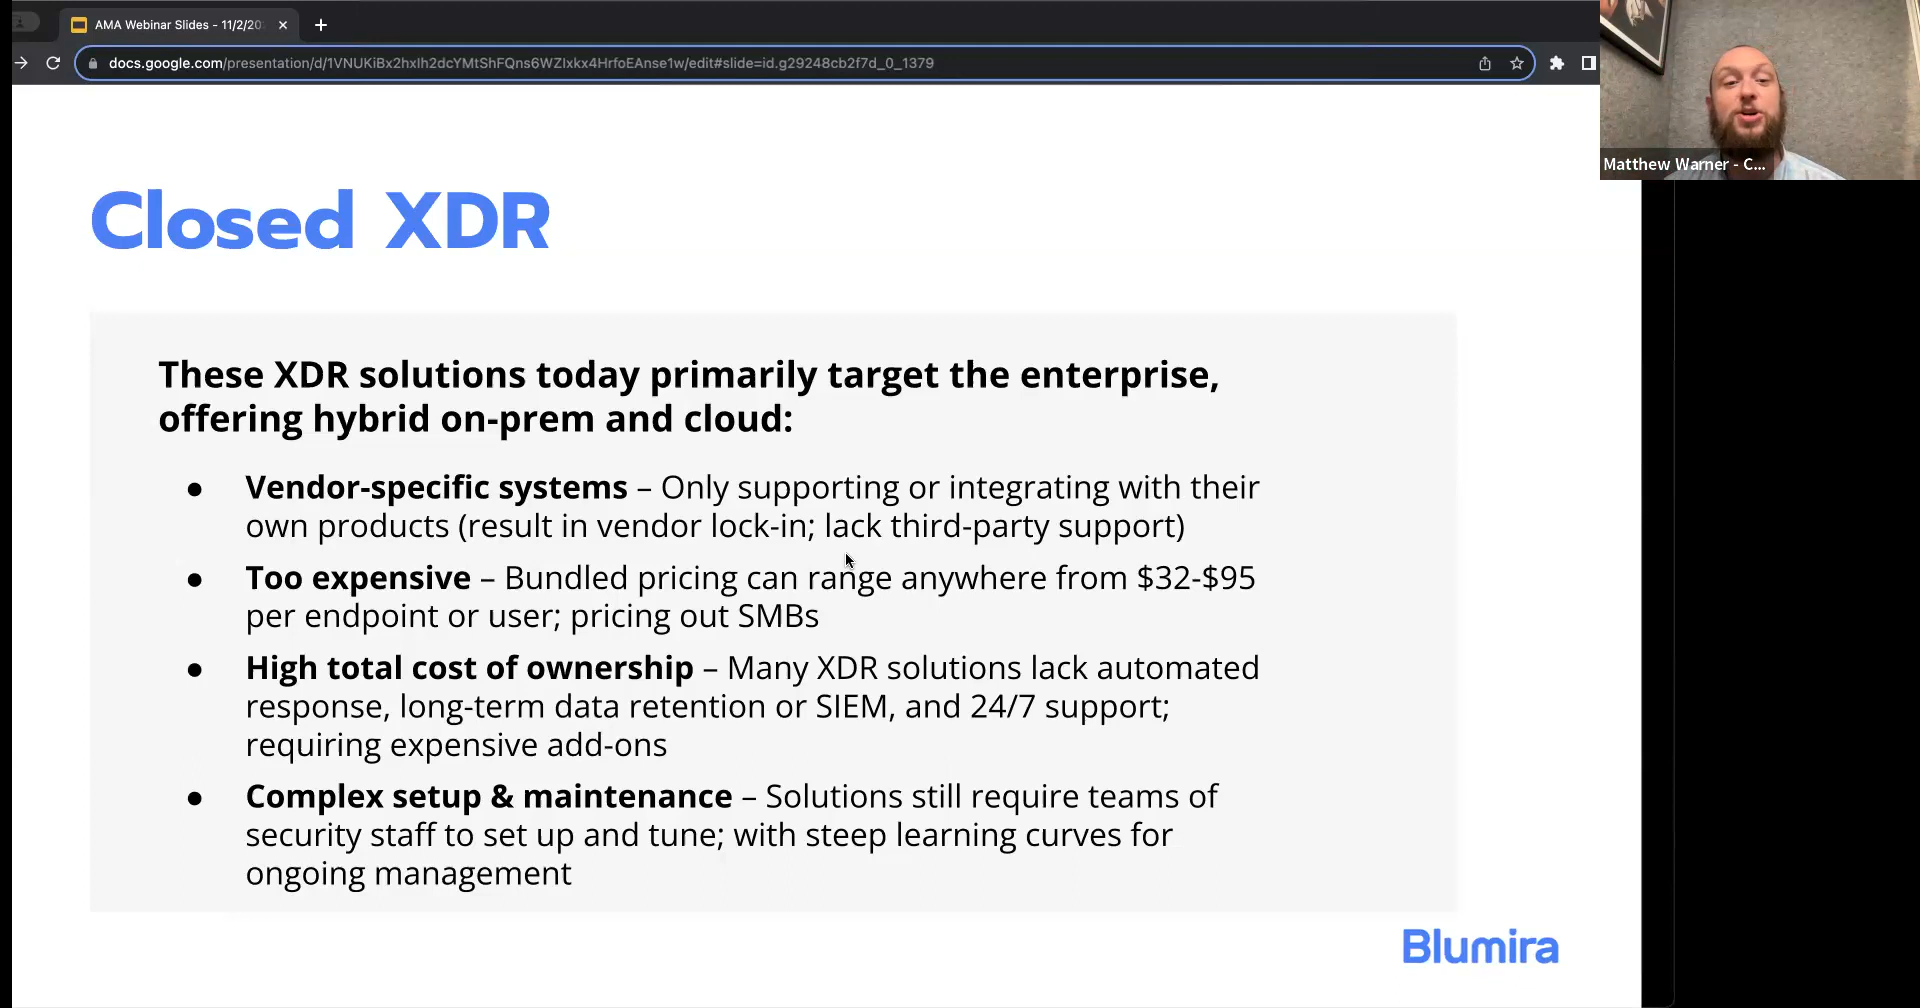 AMA Webinar Slides - 11/2/20
docs.google.com/presentation/d/1VNUKiBx2hxIh2dcYMtShFQns6WZIxkx4HrfoEAnse1w/edit#slide=id.g29248cb2f7d_0_1379
Matthew Warner - C...
Closed XDR
These XDR solutions today primarily target the enterprise,
offering hybrid on-prem and cloud:
● Vendor-specific systems – Only supporting or integrating with their
own products (result in vendor lock-in; lack third-party support)
● Too expensive – Bundled pricing can range anywhere from $32-$95
per endpoint or user; pricing out SMBs
● High total cost of ownership – Many XDR solutions lack automated
response, long-term data retention or SIEM, and 24/7 support;
requiring expensive add-ons
● Complex setup & maintenance – Solutions still require teams of
security staff to set up and tune; with steep learning curves for
ongoing management
Blumira